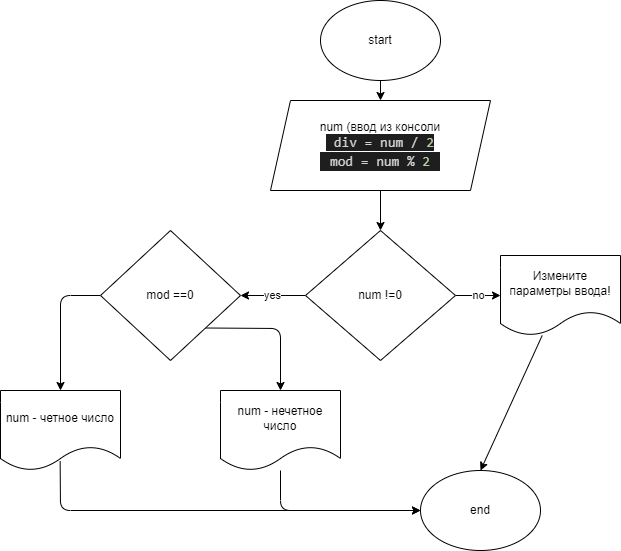 start
num (ввод из консоли
div = num / 2
mod = num % 2
mod ==0
yes
num !=0
no
Измените
параметры ввода!
num - четное число
num - нечетное
число
end